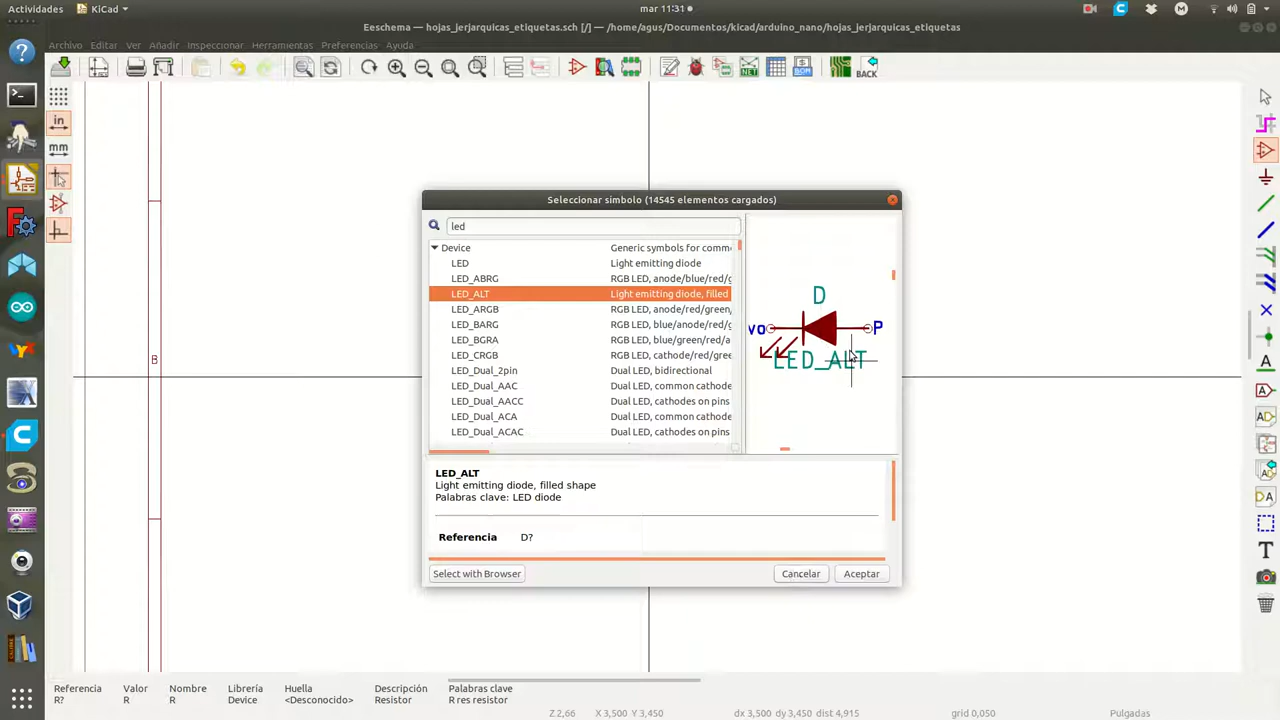 Actividades KiCad mar 11:31
Eeschema — hojas_jerjarquicas_etiquetas.sch [/] — /home/agus/Documentos/kicad/arduino_nano/hojas_jerjarquicas_etiquetas
Archivo Editar Ver Añadir Inspeccionar Herramientas Preferencias Ayuda
NET
BOM
BACK
in
mm
B
Seleccionar simbolo (14545 elementos cargados)
led
Device Generic symbols for comm
LED Light emitting diode
LED_ABRG RGB LED, anode/blue/red/g
LED_ALT Light emitting diode, filled
LED_ARGB RGB LED, anode/red/green,
LED_BARG RGB LED, blue/anode/red/g
LED_BGRA RGB LED, blue/green/red/a
LED_CRGB RGB LED, cathode/red/gree
LED_Dual_2pin Dual LED, bidirectional
LED_Dual_AAC Dual LED, common cathode
LED_Dual_AACC Dual LED, cathodes on pins
LED_Dual_ACA Dual LED, common cathode
LED_Dual_ACAC Dual LED, cathodes on pins
D
vo P
LED_ALT
LED_ALT
Light emitting diode, filled shape
Palabras clave: LED diode
Referencia D?
Select with Browser Cancelar Aceptar
Referencia Valor Nombre Librería Huella Descripción Palabras clave
R? R R Device <Desconocido> Resistor R res resistor
Z 2,66 X 3,500 Y 3,450 dx 3,500 dy 3,450 dist 4,915 grid 0,050 Pulgadas